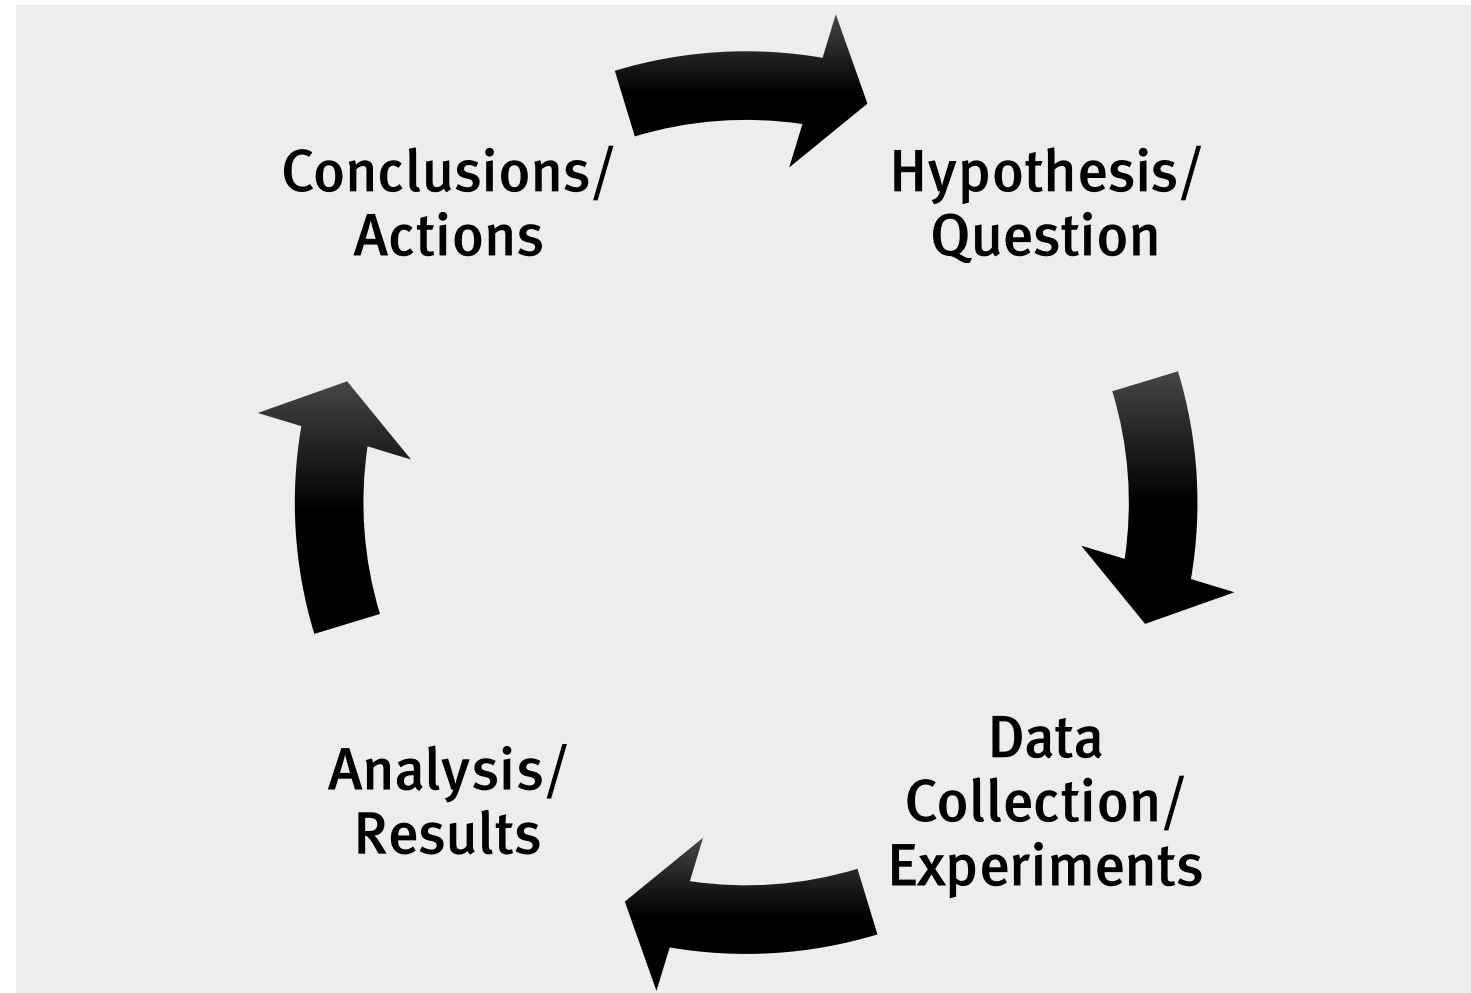 Conclusions/
Actions
Hypothesis/
Question
Analysis/
Results
Data
Collection/
Experiments